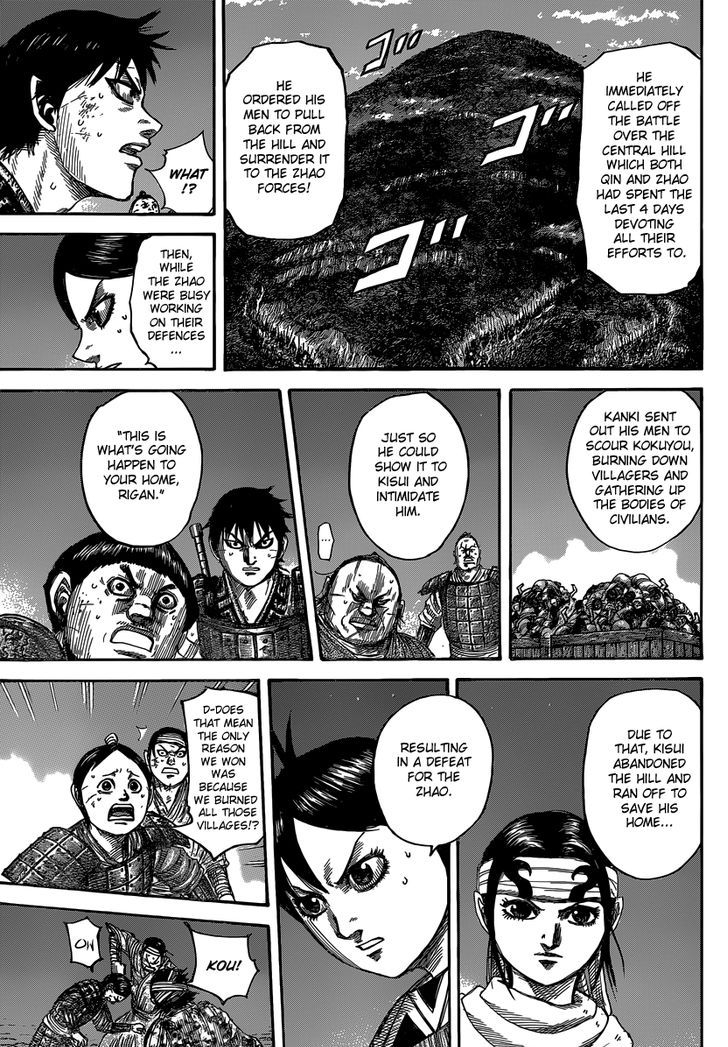 HE
IMMEDIATELY
CALLED OFF
THE BATTLE
OVER THE
CENTRAL HILL
WHICH BOTH
QIN AND ZHAO
HAD SPENT THE
LAST 4 DAYS
DEVOTING
ALL THEIR
EFFORTS TO.
ゴ
ゴ
ゴ
HE
ORDERED HIS
MEN TO PULL
BACK FROM
THE HILL AND
SURRENDER IT
TO THE ZHAO
FORCES!
WHAT
!?
THEN,
WHILE
THE ZHAO
WERE BUSY
WORKING
ON THEIR
DEFENCES
...
KANKI SENT
OUT HIS MEN TO
SCOUR KOKUYOU,
BURNING DOWN
VILLAGERS AND
GATHERING UP
THE BODIES OF
CIVILIANS.
JUST SO
HE COULD
SHOW IT TO
KISUI AND
INTIMIDATE
HIM.
...
"THIS IS
WHAT'S GOING
HAPPEN TO
YOUR HOME,
RIGAN."
DUE TO
THAT, KISUI
ABANDONED
THE HILL AND
RAN OFF TO
SAVE HIS
HOME...
RESULTING
IN A DEFEAT
FOR THE
ZHAO.
D-DOES
THAT MEAN
THE ONLY
REASON
WE WON
WAS
BECAUSE
WE BURNED
ALL THOSE
VILLAGES!?
KOU!
ON